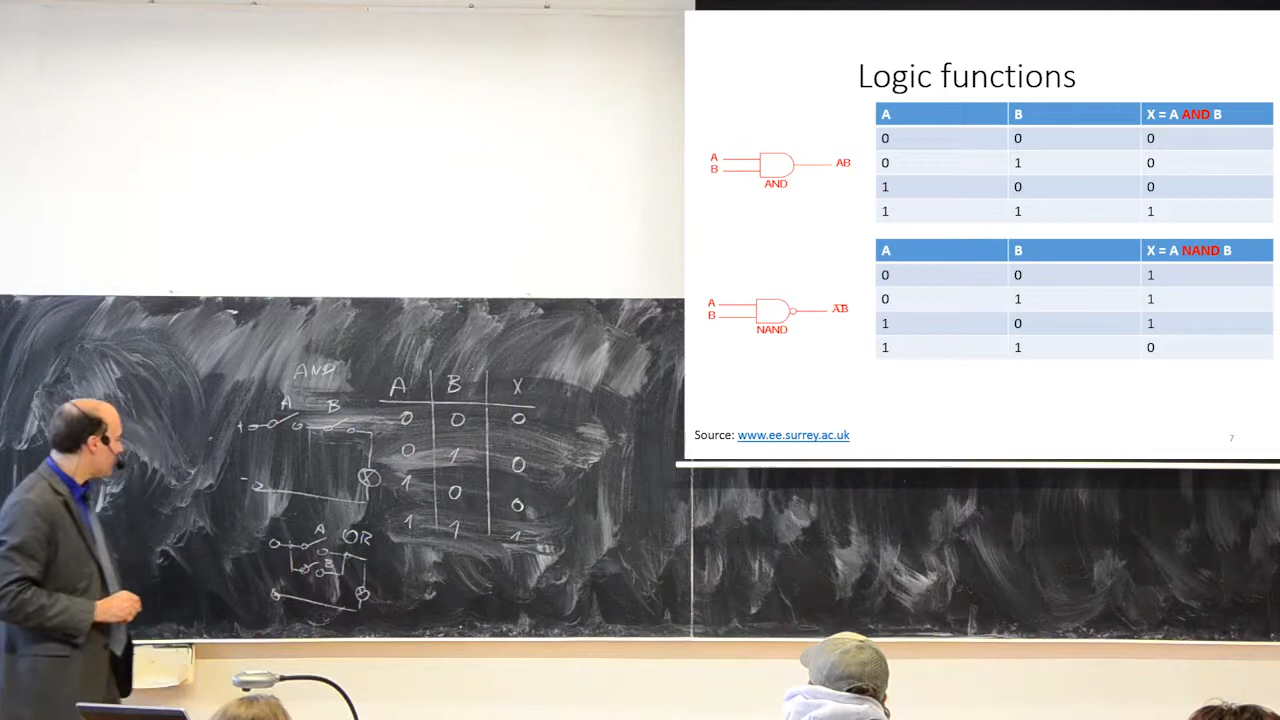 Logic functions
A B X = A AND B
0 0 0
0 1 0
1 0 0
1 1 1
A
B
AB
AND
A B X = A NAND B
0 0 1
0 1 1
1 0 1
1 1 0
A
B
A̅B̅
NAND
Source: www.ee.surrey.ac.uk
7
AND
A B
+
-
A B X
0 0 0
0 1 0
1 0 0
1 1 1
A OR
B